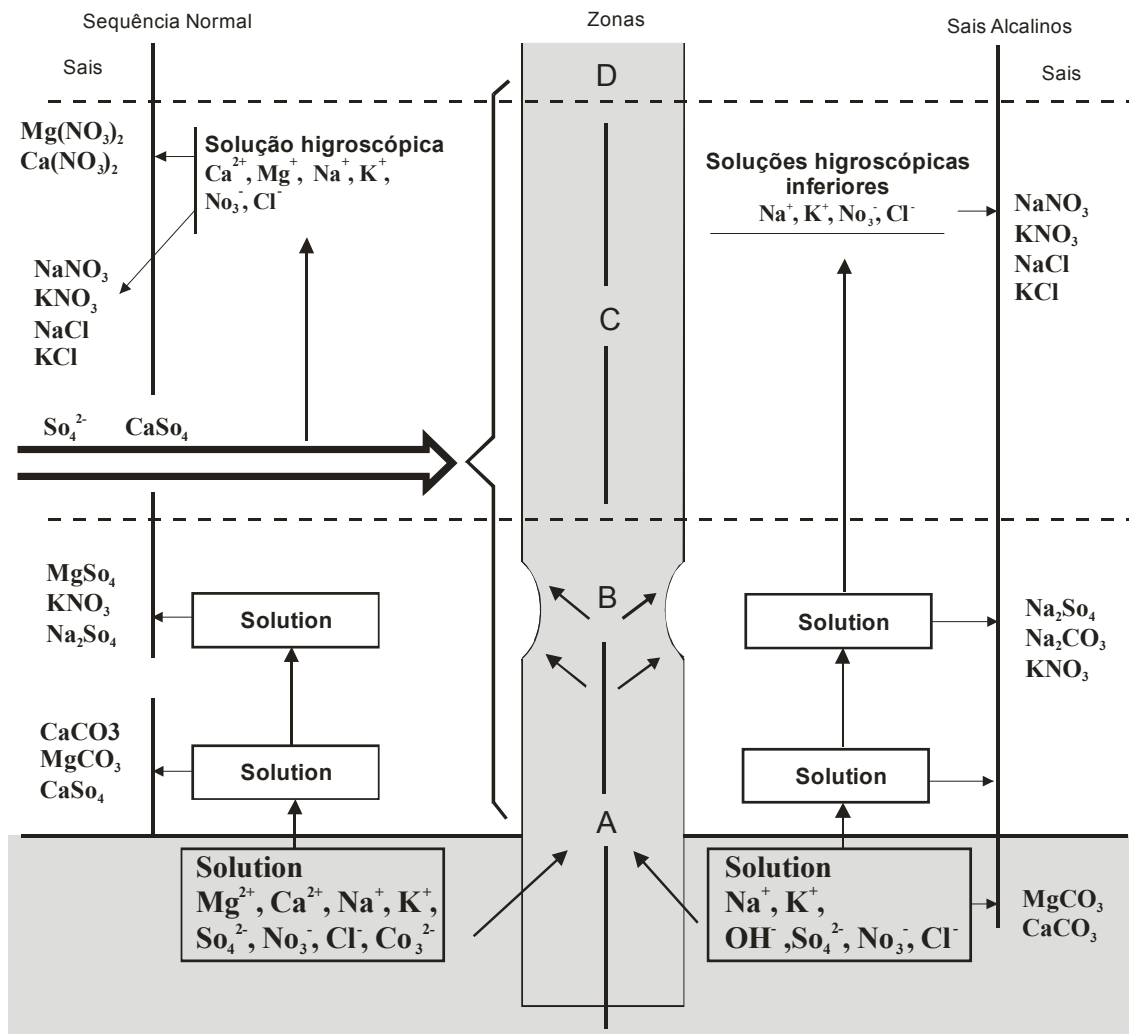 Sequência Normal
Zonas
Sais Alcalinos
Sais
Sais
D
Mg(NO₃)₂
Ca(NO₃)₂
Solução higroscópica
Ca²⁺, Mg⁺, Na⁺, K⁺,
No₃⁻, Cl⁻
Soluções higroscópicas
inferiores
Na⁺, K⁺, No₃⁻, Cl⁻
NaNO₃
KNO₃
NaCl
KCl
NaNO₃
KNO₃
NaCl
KCl
C
So₄²⁻ CaSo₄
MgSo₄
KNO₃
Na₂So₄
Solution
B
Solution
Na₂So₄
Na₂CO₃
KNO₃
CaCO3
MgCO₃
CaSo₄
Solution
Solution
A
Solution
Mg²⁺, Ca²⁺, Na⁺, K⁺,
So₄²⁻, No₃⁻, Cl⁻, Co₃²⁻
Solution
Na⁺, K⁺,
OH⁻ ,So₄²⁻, No₃⁻, Cl⁻
MgCO₃
CaCO₃